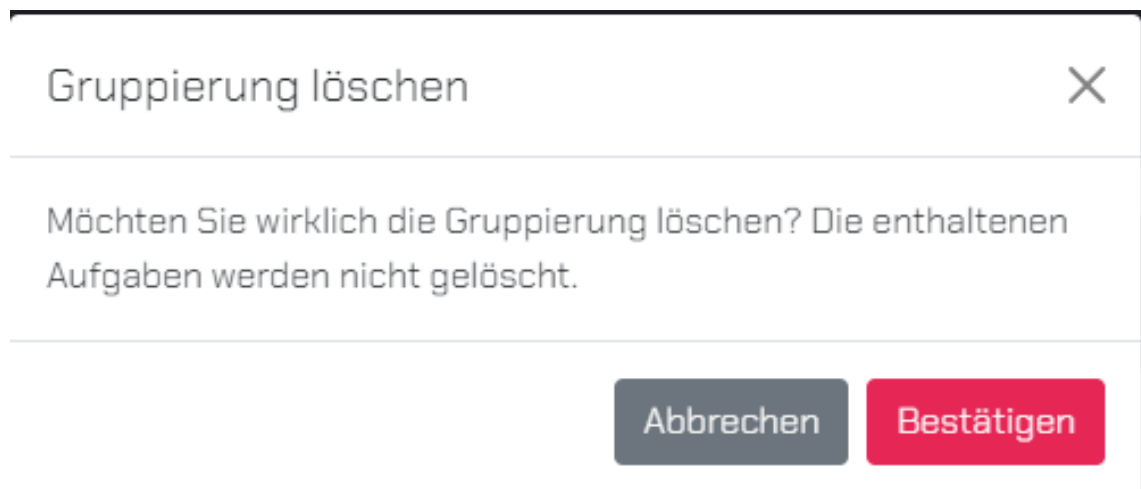 Gruppierung löschen
Möchten Sie wirklich die Gruppierung löschen? Die enthaltenen
Aufgaben werden nicht gelöscht.
Abbrechen Bestätigen